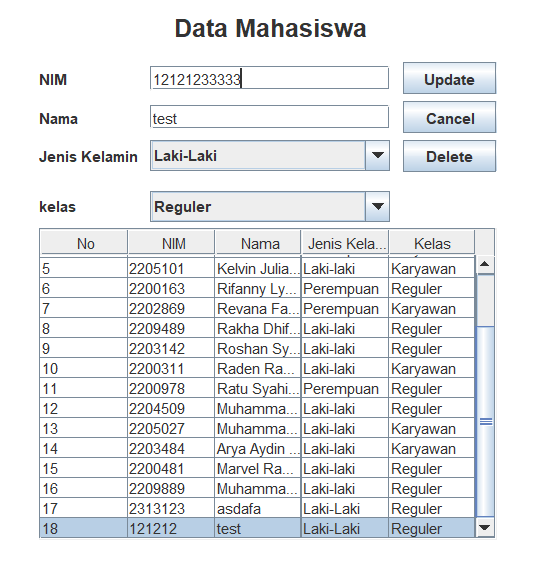 Data Mahasiswa
NIM 12121233333 Update
Nama test Cancel
Jenis Kelamin Laki-Laki Delete
kelas Reguler
No NIM Nama Jenis Kela... Kelas
5 2205101 Kelvin Julia... Laki-laki Karyawan
6 2200163 Rifanny Ly... Perempuan Reguler
7 2202869 Revana Fa... Perempuan Karyawan
8 2209489 Rakha Dhif... Laki-laki Reguler
9 2203142 Roshan Sy... Laki-laki Reguler
10 2200311 Raden Ra... Laki-laki Karyawan
11 2200978 Ratu Syahi... Perempuan Reguler
12 2204509 Muhamma... Laki-laki Reguler
13 2205027 Muhamma... Laki-laki Karyawan
14 2203484 Arya Aydin ... Laki-laki Karyawan
15 2200481 Marvel Ra... Laki-laki Reguler
16 2209889 Muhamma... Laki-laki Reguler
17 2313123 asdafa Laki-Laki Reguler
18 121212 test Laki-Laki Reguler